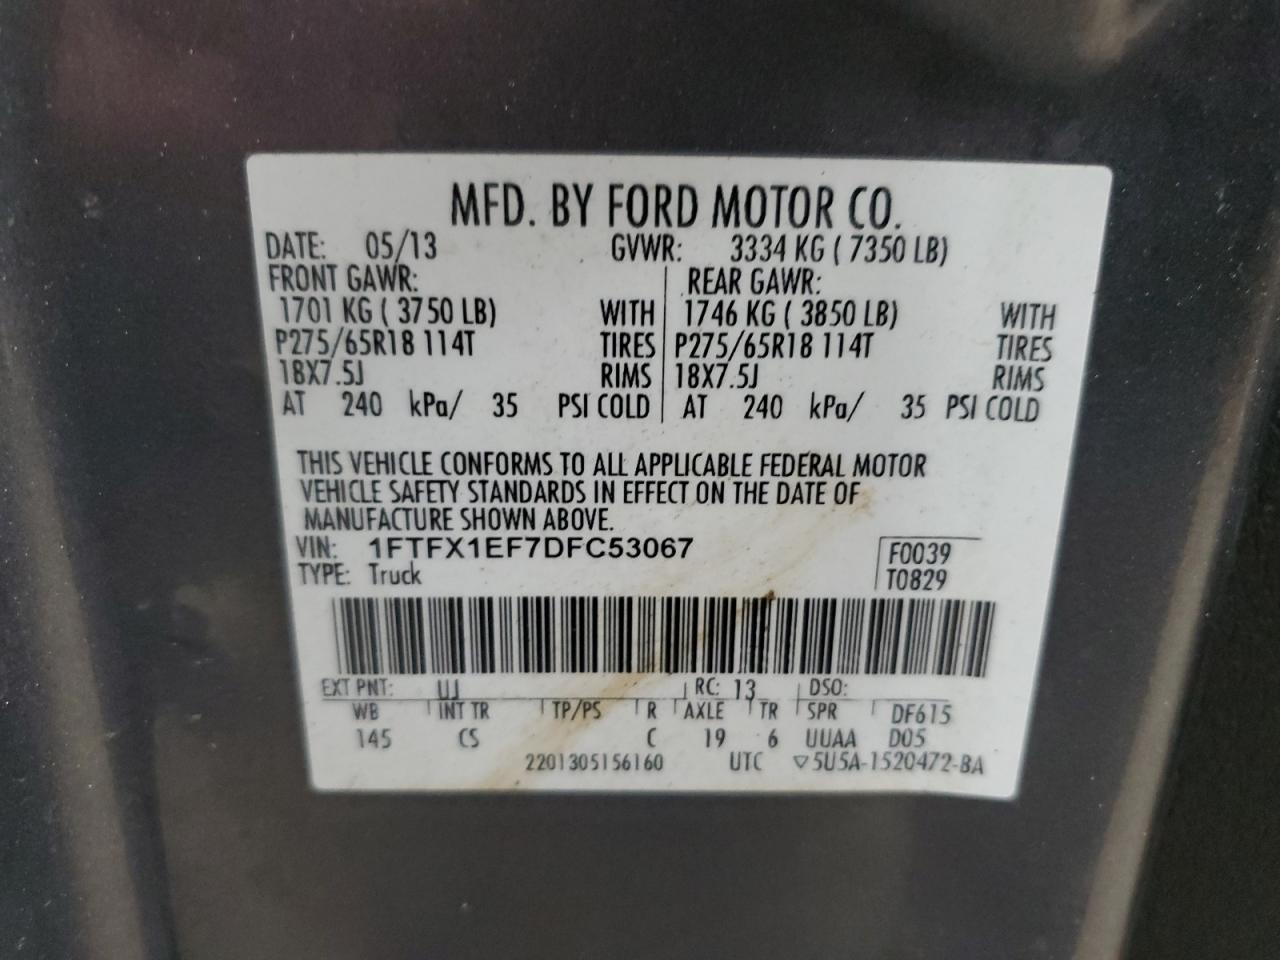 MFD. BY FORD MOTOR CO.
DATE: 05/13 GVWR: 3334 KG ( 7350 LB)
FRONT GAWR: REAR GAWR:
1701 KG ( 3750 LB) WITH 1746 KG ( 3850 LB) WITH
P275/65R18 114T TIRES P275/65R18 114T TIRES
18X7.5J RIMS 18X7.5J RIMS
AT 240 kPa/ 35 PSI COLD AT 240 kPa/ 35 PSI COLD
THIS VEHICLE CONFORMS TO ALL APPLICABLE FEDERAL MOTOR
VEHICLE SAFETY STANDARDS IN EFFECT ON THE DATE OF
MANUFACTURE SHOWN ABOVE.
VIN: 1FTFX1EF7DFC53067 F0039
TYPE: Truck T0829
EXT PNT: UJ RC: 13 DSO:
WB INT TR TP/PS R AXLE TR SPR DF615
145 CS C 19 6 UUAA D05
2201305156160 UTC ▽5U5A-1520472-BA